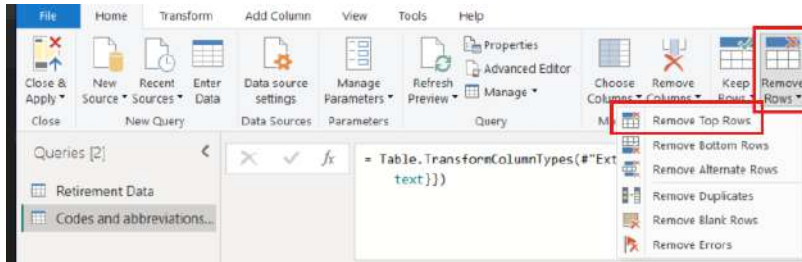 File Home Transform Add Column View Tools Help
Close & Apply
New Source
Recent Sources
Enter Data
Data source settings
Manage Parameters
Refresh Preview
Properties
Advanced Editor
Manage
Choose Columns
Remove Columns
Keep Rows
Remove Rows
Close New Query Data Sources Parameters Query M
Remove Top Rows
Remove Bottom Rows
Remove Alternate Rows
Remove Duplicates
Remove Blank Rows
Remove Errors
Queries [2]
Retirement Data
Codes and abbreviations...
fx
= Table.TransformColumnTypes(#"Ext
text}})